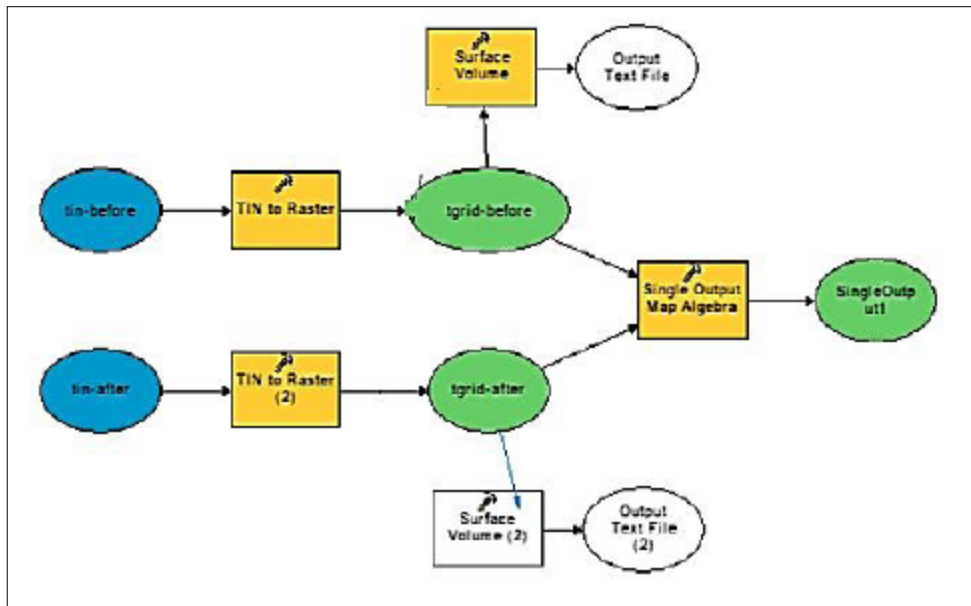 Surface
Volume
Output
Text File
tin-before
TIN to Raster
tgrid-before
Single Output
Map Algebra
SingleOutp
ut1
tin-after
TIN to Raster
(2)
tgrid-after
Surface
Volume (2)
Output
Text File
(2)